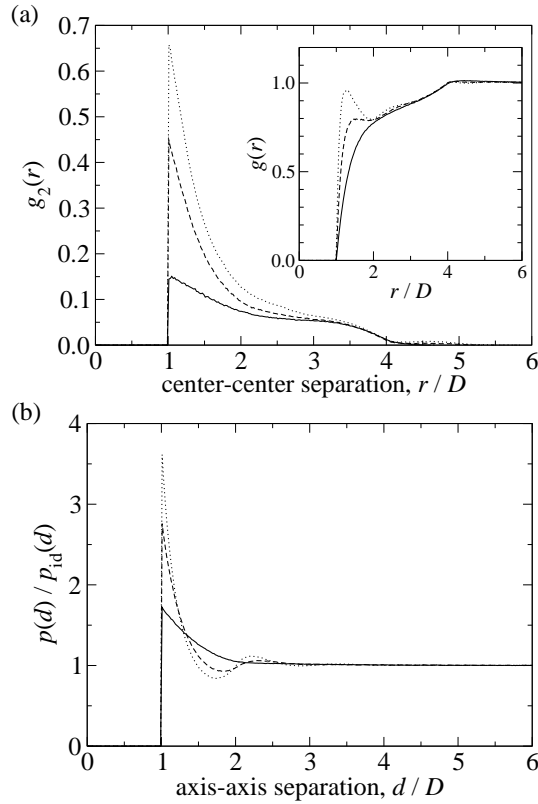 (a)
0.7
0.6
0.5
0.4
0.3
0.2
0.1
0.0
g₂(r)
0 1 2 3 4 5 6
center-center separation, r / D
1.0
0.5
0.0
g(r)
0 2 4 6
r / D
(b)
4
3
2
1
0
p(d) / p_id(d)
0 1 2 3 4 5 6
axis-axis separation, d / D